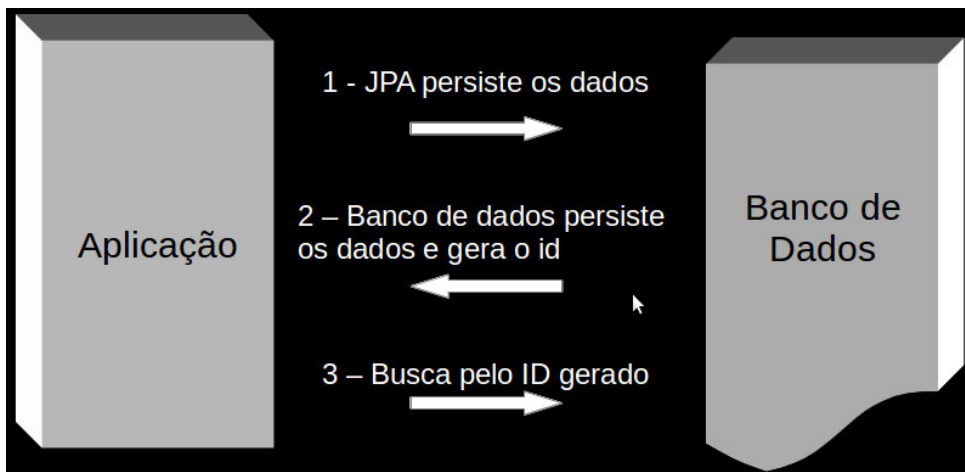 1 - JPA persiste os dados
2 – Banco de dados persiste
os dados e gera o id
Aplicação
Banco de
Dados
3 – Busca pelo ID gerado